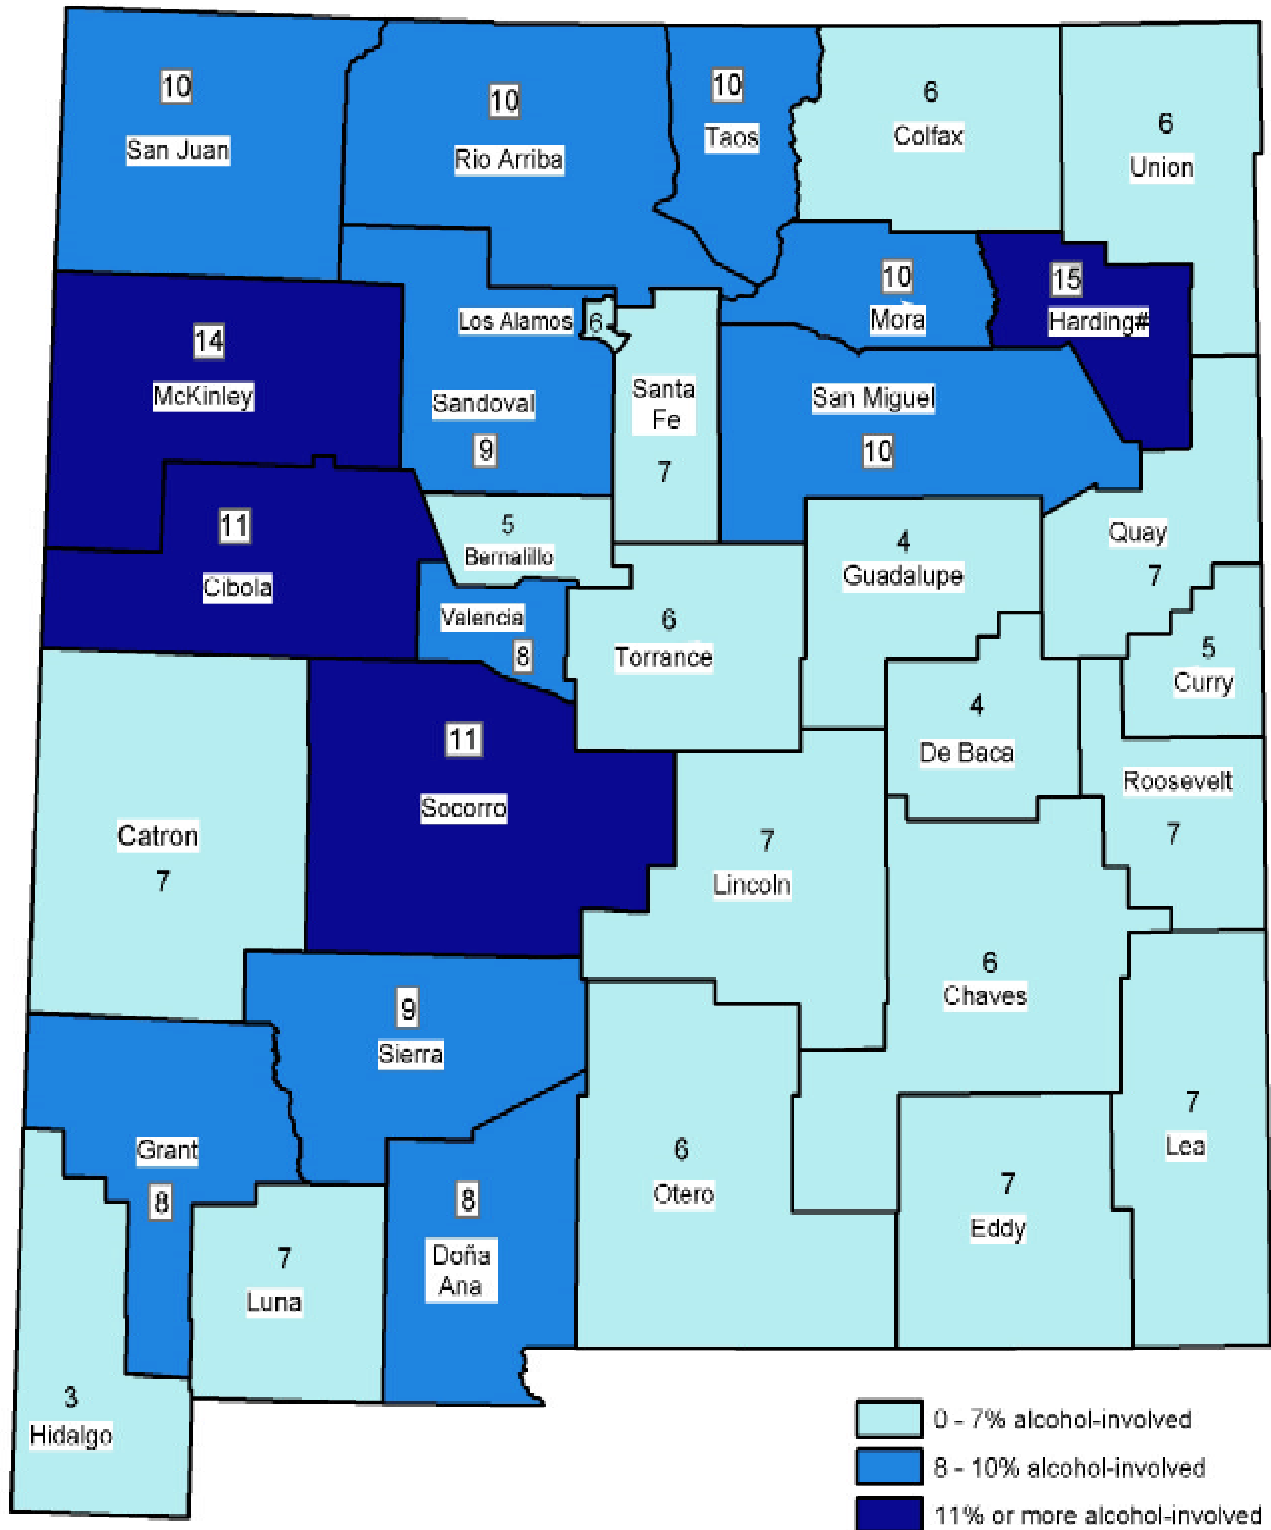 10
San Juan
10
Rio Arriba
10
Taos
6
Colfax
6
Union
14
McKinley
Los Alamos
6
Sandoval
9
Santa
Fe
7
10
Mora
15
Harding#
San Miguel
10
11
Cibola
5
Bernalillo
Valencia
8
6
Torrance
4
Guadalupe
Quay
7
5
Curry
4
De Baca
Roosevelt
7
Catron
7
11
Socorro
7
Lincoln
6
Chaves
9
Sierra
Grant
8
7
Luna
8
Doña
Ana
6
Otero
7
Eddy
7
Lea
3
Hidalgo
0 - 7% alcohol-involved
8 - 10% alcohol-involved
11% or more alcohol-involved